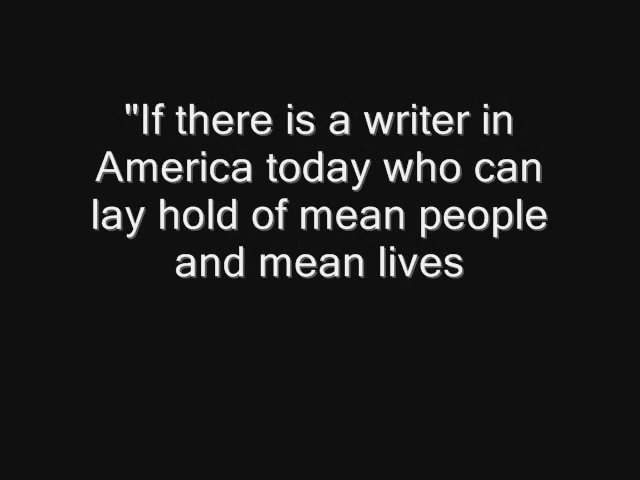 "If there is a writer in
America today who can
lay hold of mean people
and mean lives